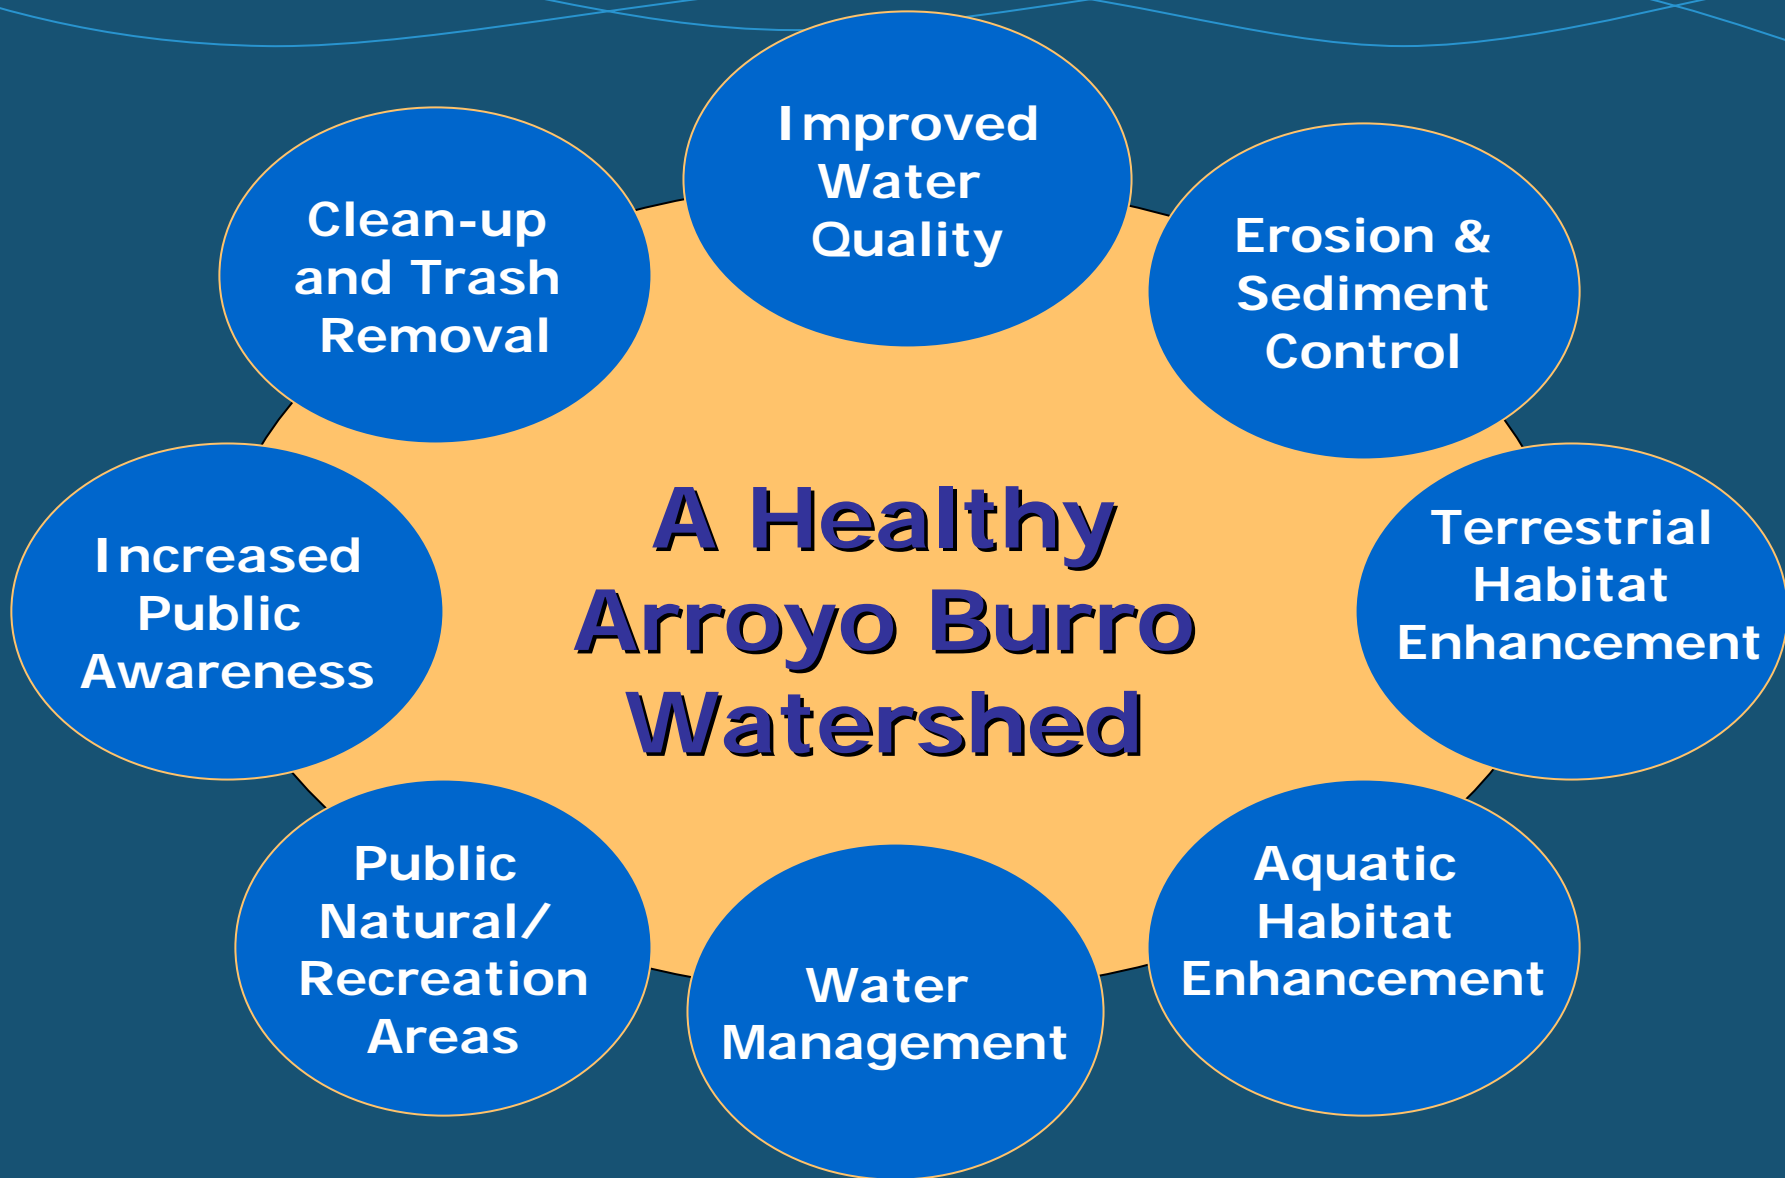 Improved
Water
Quality
Clean-up
and Trash
Removal
Erosion &
Sediment
Control
Increased
Public
Awareness
A Healthy
Arroyo Burro
Watershed
Terrestrial
Habitat
Enhancement
Public
Natural/
Recreation
Areas
Water
Management
Aquatic
Habitat
Enhancement